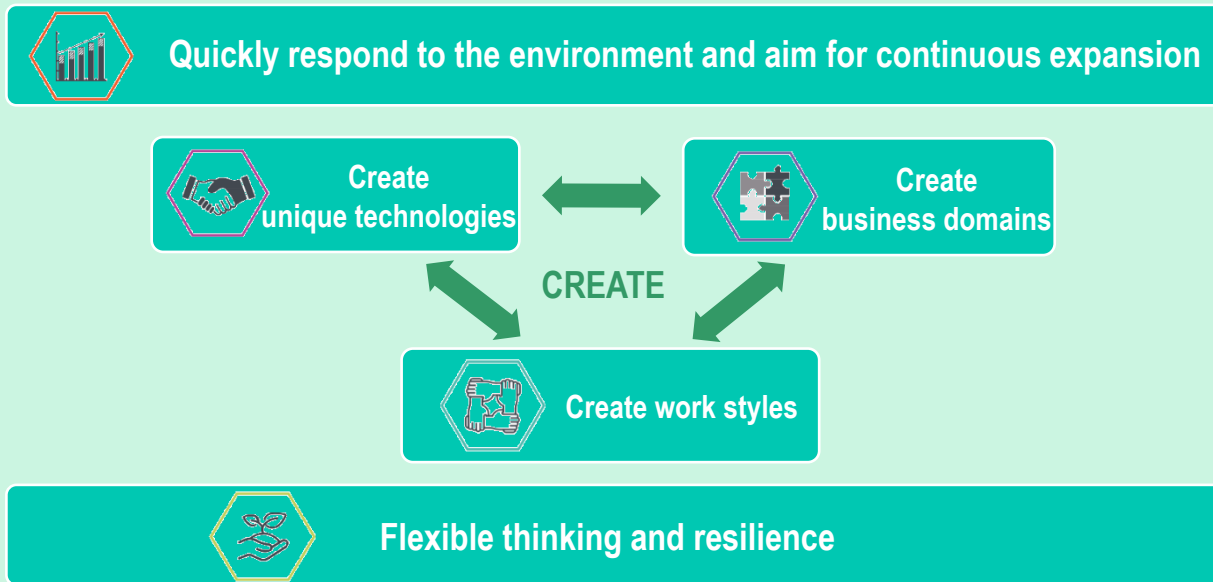 Quickly respond to the environment and aim for continuous expansion
Create
unique technologies
Create
business domains
CREATE
Create work styles
Flexible thinking and resilience